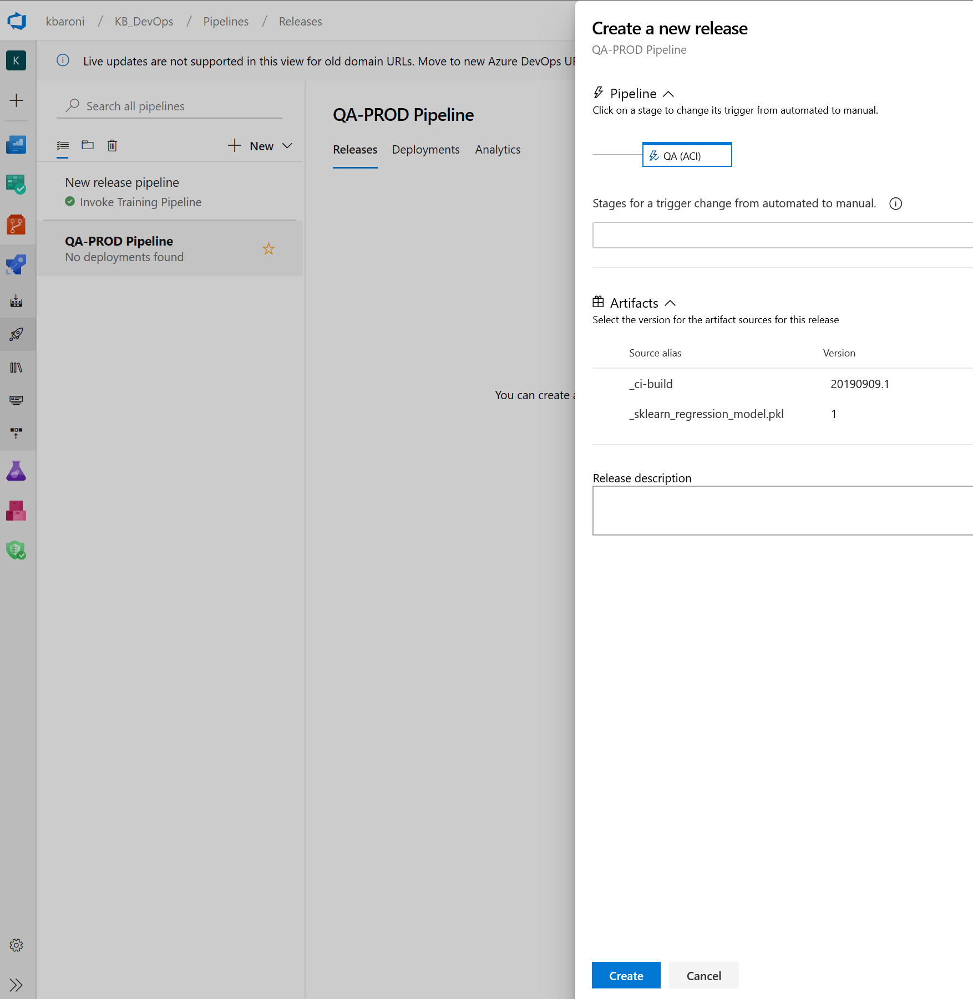 kbaroni / KB_DevOps / Pipelines / Releases
K
Live updates are not supported in this view for old domain URLs. Move to new Azure DevOps
Search all pipelines
New
New release pipeline
Invoke Training Pipeline
QA-PROD Pipeline
No deployments found
QA-PROD Pipeline
Releases Deployments Analytics
You can create
Create a new release
QA-PROD Pipeline
Pipeline
Click on a stage to change its trigger from automated to manual.
QA (ACI)
Stages for a trigger change from automated to manual.
Artifacts
Select the version for the artifact sources for this release
Source alias Version
_ci-build 20190909.1
_sklearn_regression_model.pkl 1
Release description
Create Cancel